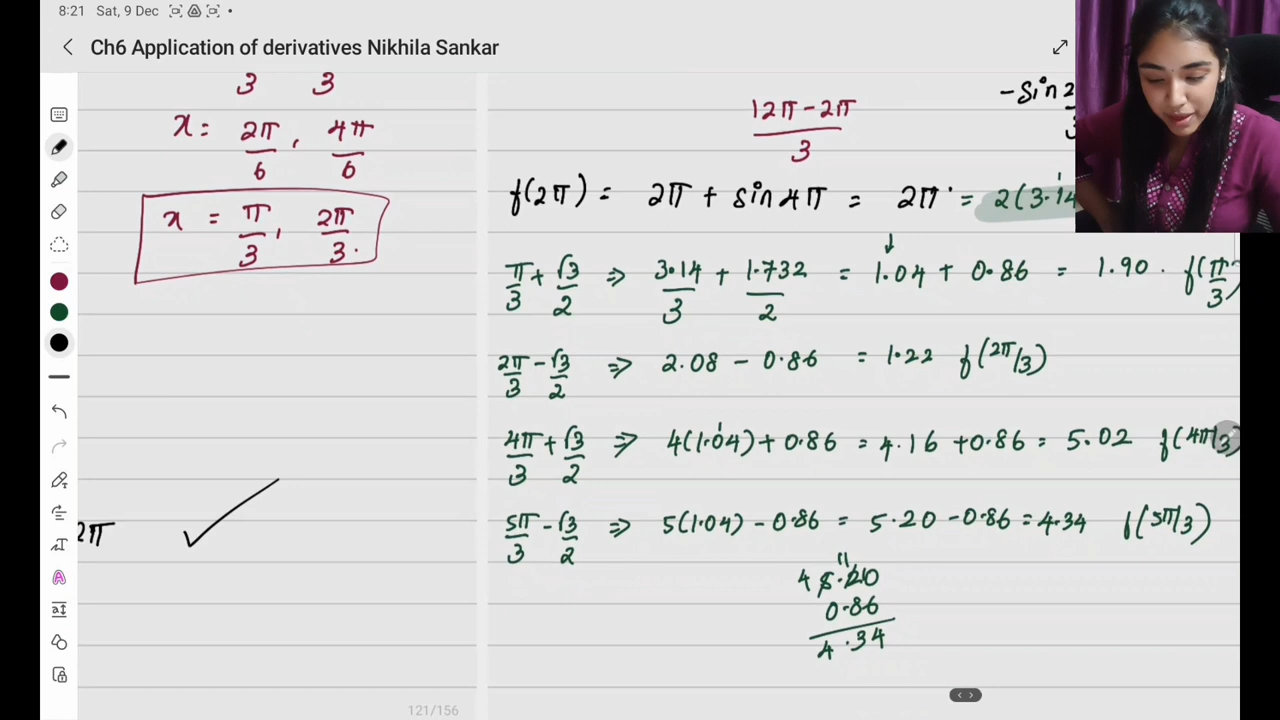 8:21 Sat, 9 Dec
Ch6 Application of derivatives Nikhila Sankar
3 3
x = 2π/6 , 4π/6
x = π/3 , 2π/3 .
2π
-sin2
(12π - 2π)/3
f(2π) = 2π + sin4π = 2π = 2(3.14
π/3 + √3/2 ⇒ 3.14/3 + 1.732/2 = 1.04 + 0.86 = 1.90 . f(π/3
2π/3 - √3/2 ⇒ 2.08 - 0.86 = 1.22 f(2π/3)
4π/3 + √3/2 ⇒ 4(1.04) + 0.86 = 4.16 + 0.86 = 5.02 f(4π/3)
5π/3 - √3/2 ⇒ 5(1.04) - 0.86 = 5.20 - 0.86 = 4.34 f(5π/3)
11
4 5.20
0.86
4.34
121/156